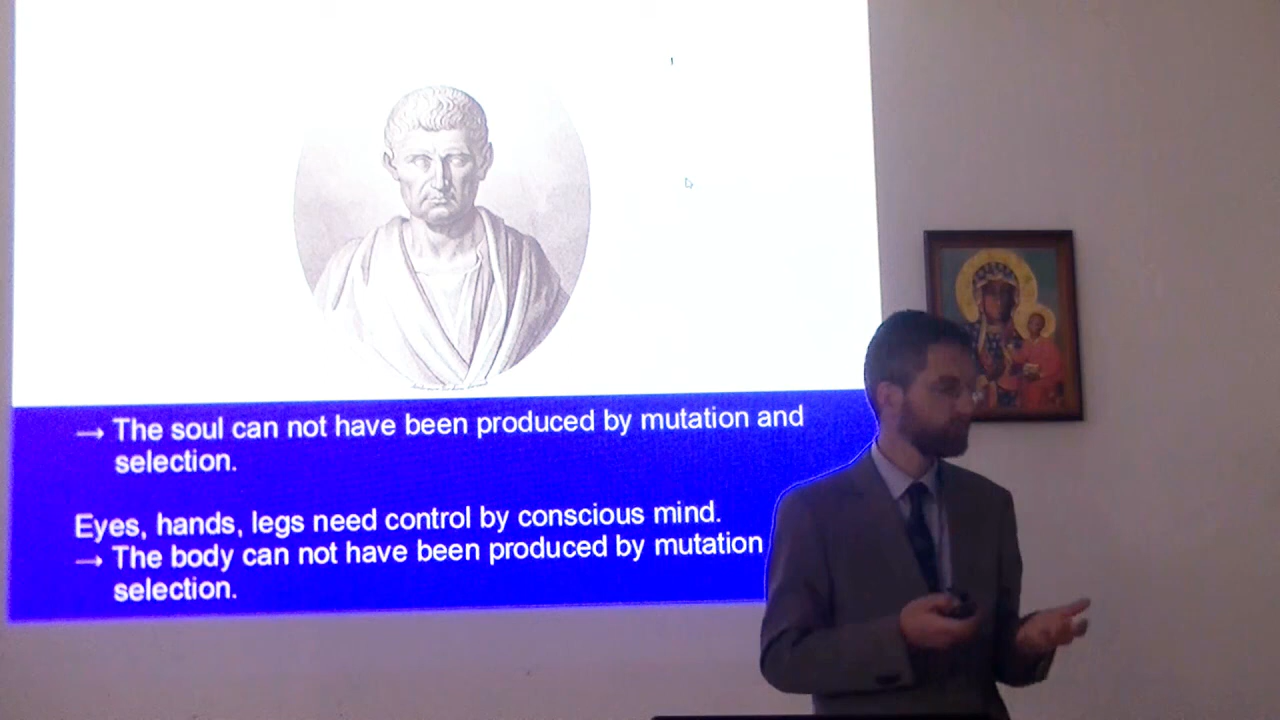 → The soul can not have been produced by mutation and
selection.
Eyes, hands, legs need control by conscious mind.
→ The body can not have been produced by mutation
selection.